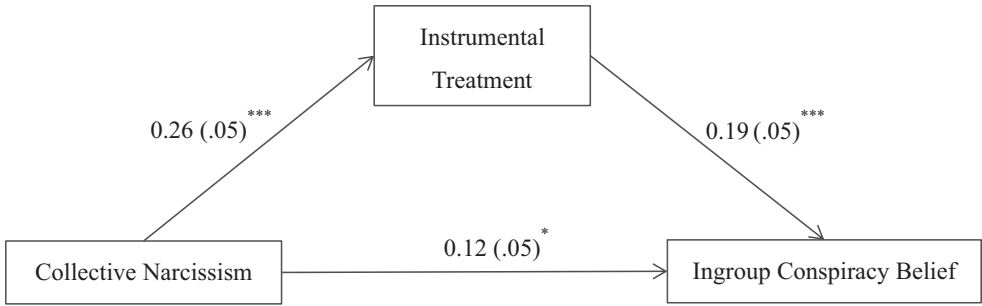 Instrumental
Treatment
0.26 (.05)***
0.19 (.05)***
0.12 (.05)*
Collective Narcissism
Ingroup Conspiracy Belief